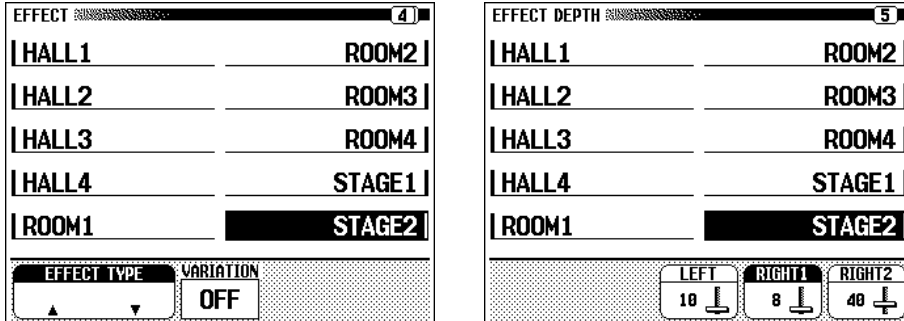 EFFECT 4
HALL1 ROOM2
HALL2 ROOM3
HALL3 ROOM4
HALL4 STAGE1
ROOM1 STAGE2
EFFECT TYPE VARIATION
▲ ▼ OFF
EFFECT DEPTH 5
HALL1 ROOM2
HALL2 ROOM3
HALL3 ROOM4
HALL4 STAGE1
ROOM1 STAGE2
LEFT RIGHT1 RIGHT2
10 8 40